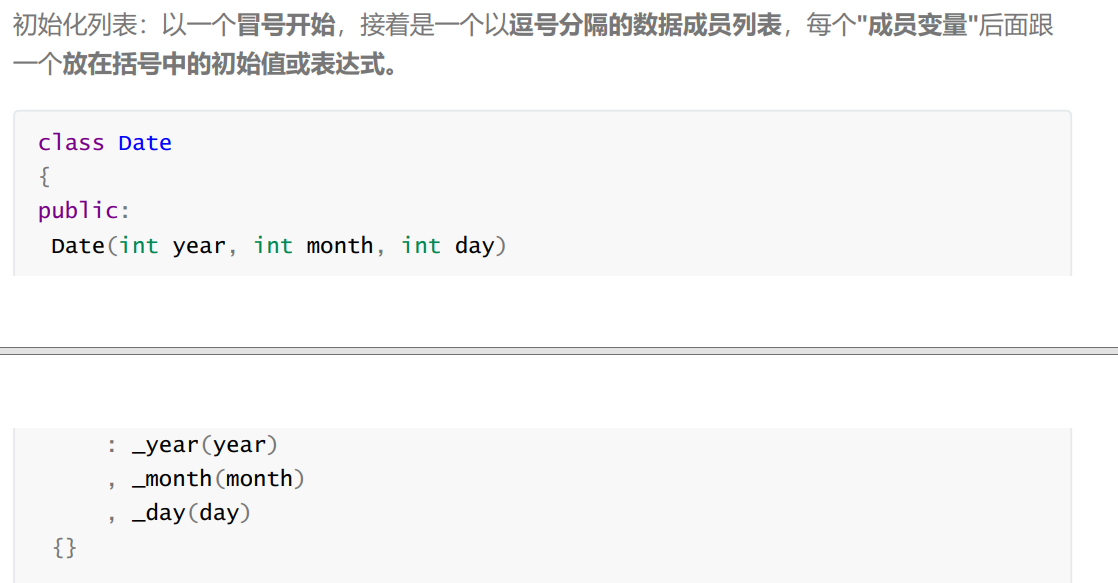 初始化列表：以一个冒号开始，接着是一个以逗号分隔的数据成员列表，每个"成员变量"后面跟
一个放在括号中的初始值或表达式。
class Date
{
public:
 Date(int year, int month, int day)
     : _year(year)
     , _month(month)
     , _day(day)
 {}